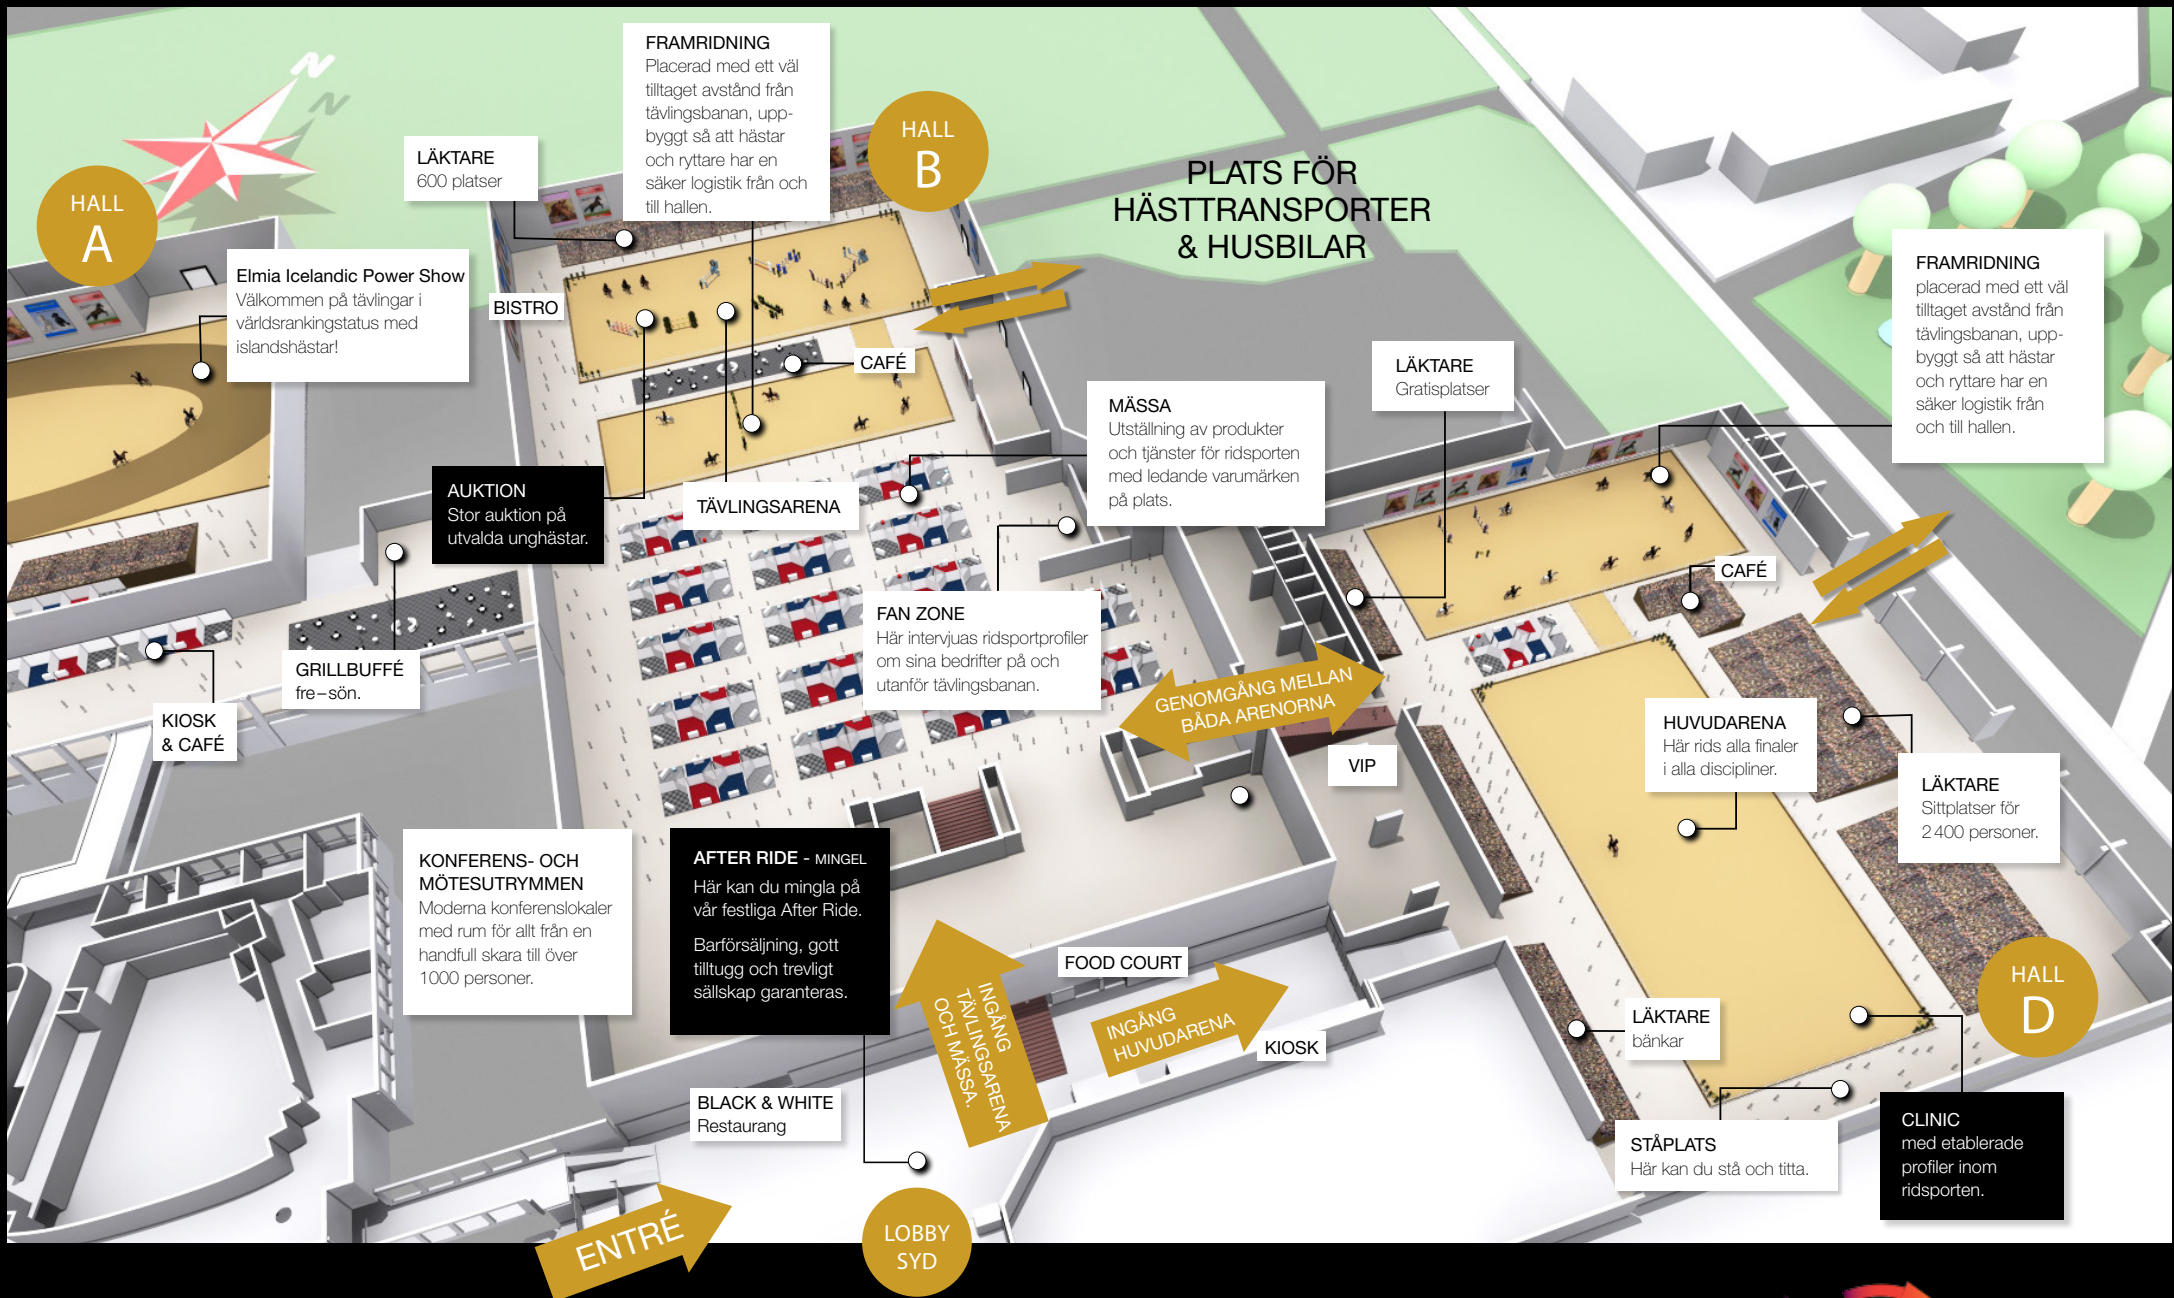 HALL
A
Elmia Icelandic Power Show
Välkommen på tävlingar i
världsrankingstatus med
islandshästar!
N
LÄKTARE
600 platser
FRAMRIDNING
Placerad med ett väl
tilltaget avstånd från
tävlingsbanan, upp-
byggt så att hästar
och ryttare har en
säker logistik från och
till hallen.
HALL
B
PLATS FÖR
HÄSTTRANSPORTER
& HUSBILAR
BISTRO
CAFÉ
AUKTION
Stor auktion på
utvalda unghästar.
TÄVLINGSARENA
MÄSSA
Utställning av produkter
och tjänster för ridsporten
med ledande varumärken
på plats.
LÄKTARE
Gratisplatser
FRAMRIDNING
placerad med ett väl
tilltaget avstånd från
tävlingsbanan, upp-
byggt så att hästar
och ryttare har en
säker logistik från
och till hallen.
CAFÉ
FAN ZONE
Här intervjuas ridsportprofiler
om sina bedrifter på och
utanför tävlingsbanan.
GRILLBUFFÉ
fre–sön.
KIOSK
& CAFÉ
GENOMGÅNG MELLAN
BÅDA ARENORNA
VIP
HUVUDARENA
Här rids alla finaler
i alla discipliner.
LÄKTARE
Sittplatser för
2 400 personer.
KONFERENS- OCH
MÖTESUTRYMMEN
Moderna konferenslokaler
med rum för allt från en
handfull skara till över
1000 personer.
AFTER RIDE - MINGEL
Här kan du mingla på
vår festliga After Ride.
Barförsäljning, gott
tilltugg och trevligt
sällskap garanteras.
INGÅNG
TÄVLINGSARENA
OCH MÄSSA.
FOOD COURT
INGÅNG
HUVUDARENA
KIOSK
LÄKTARE
bänkar
HALL
D
BLACK & WHITE
Restaurang
STÅPLATS
Här kan du stå och titta.
CLINIC
med etablerade
profiler inom
ridsporten.
ENTRÉ
LOBBY
SYD